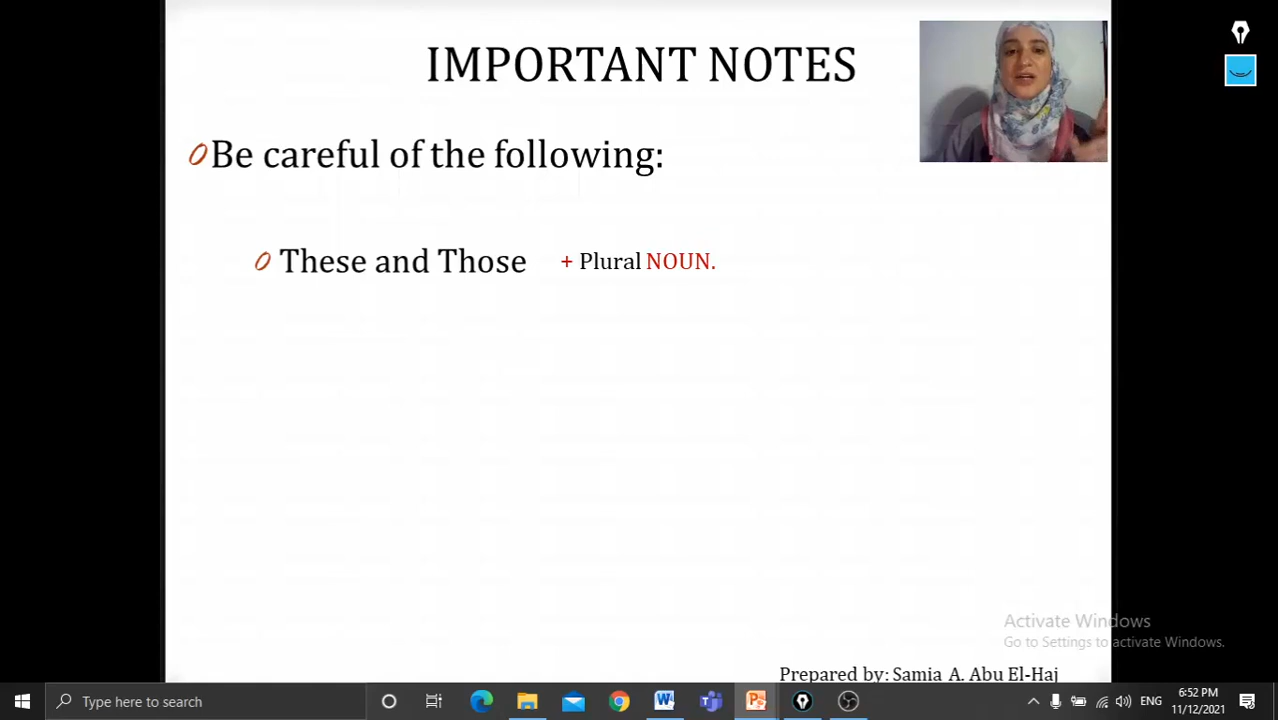 IMPORTANT NOTES
Be careful of the following:
These and Those + Plural NOUN.
Activate Windows
Go to Settings to activate Windows.
Prepared by: Samia A. Abu El-Haj
Type here to search
ENG
6:52 PM
11/12/2021